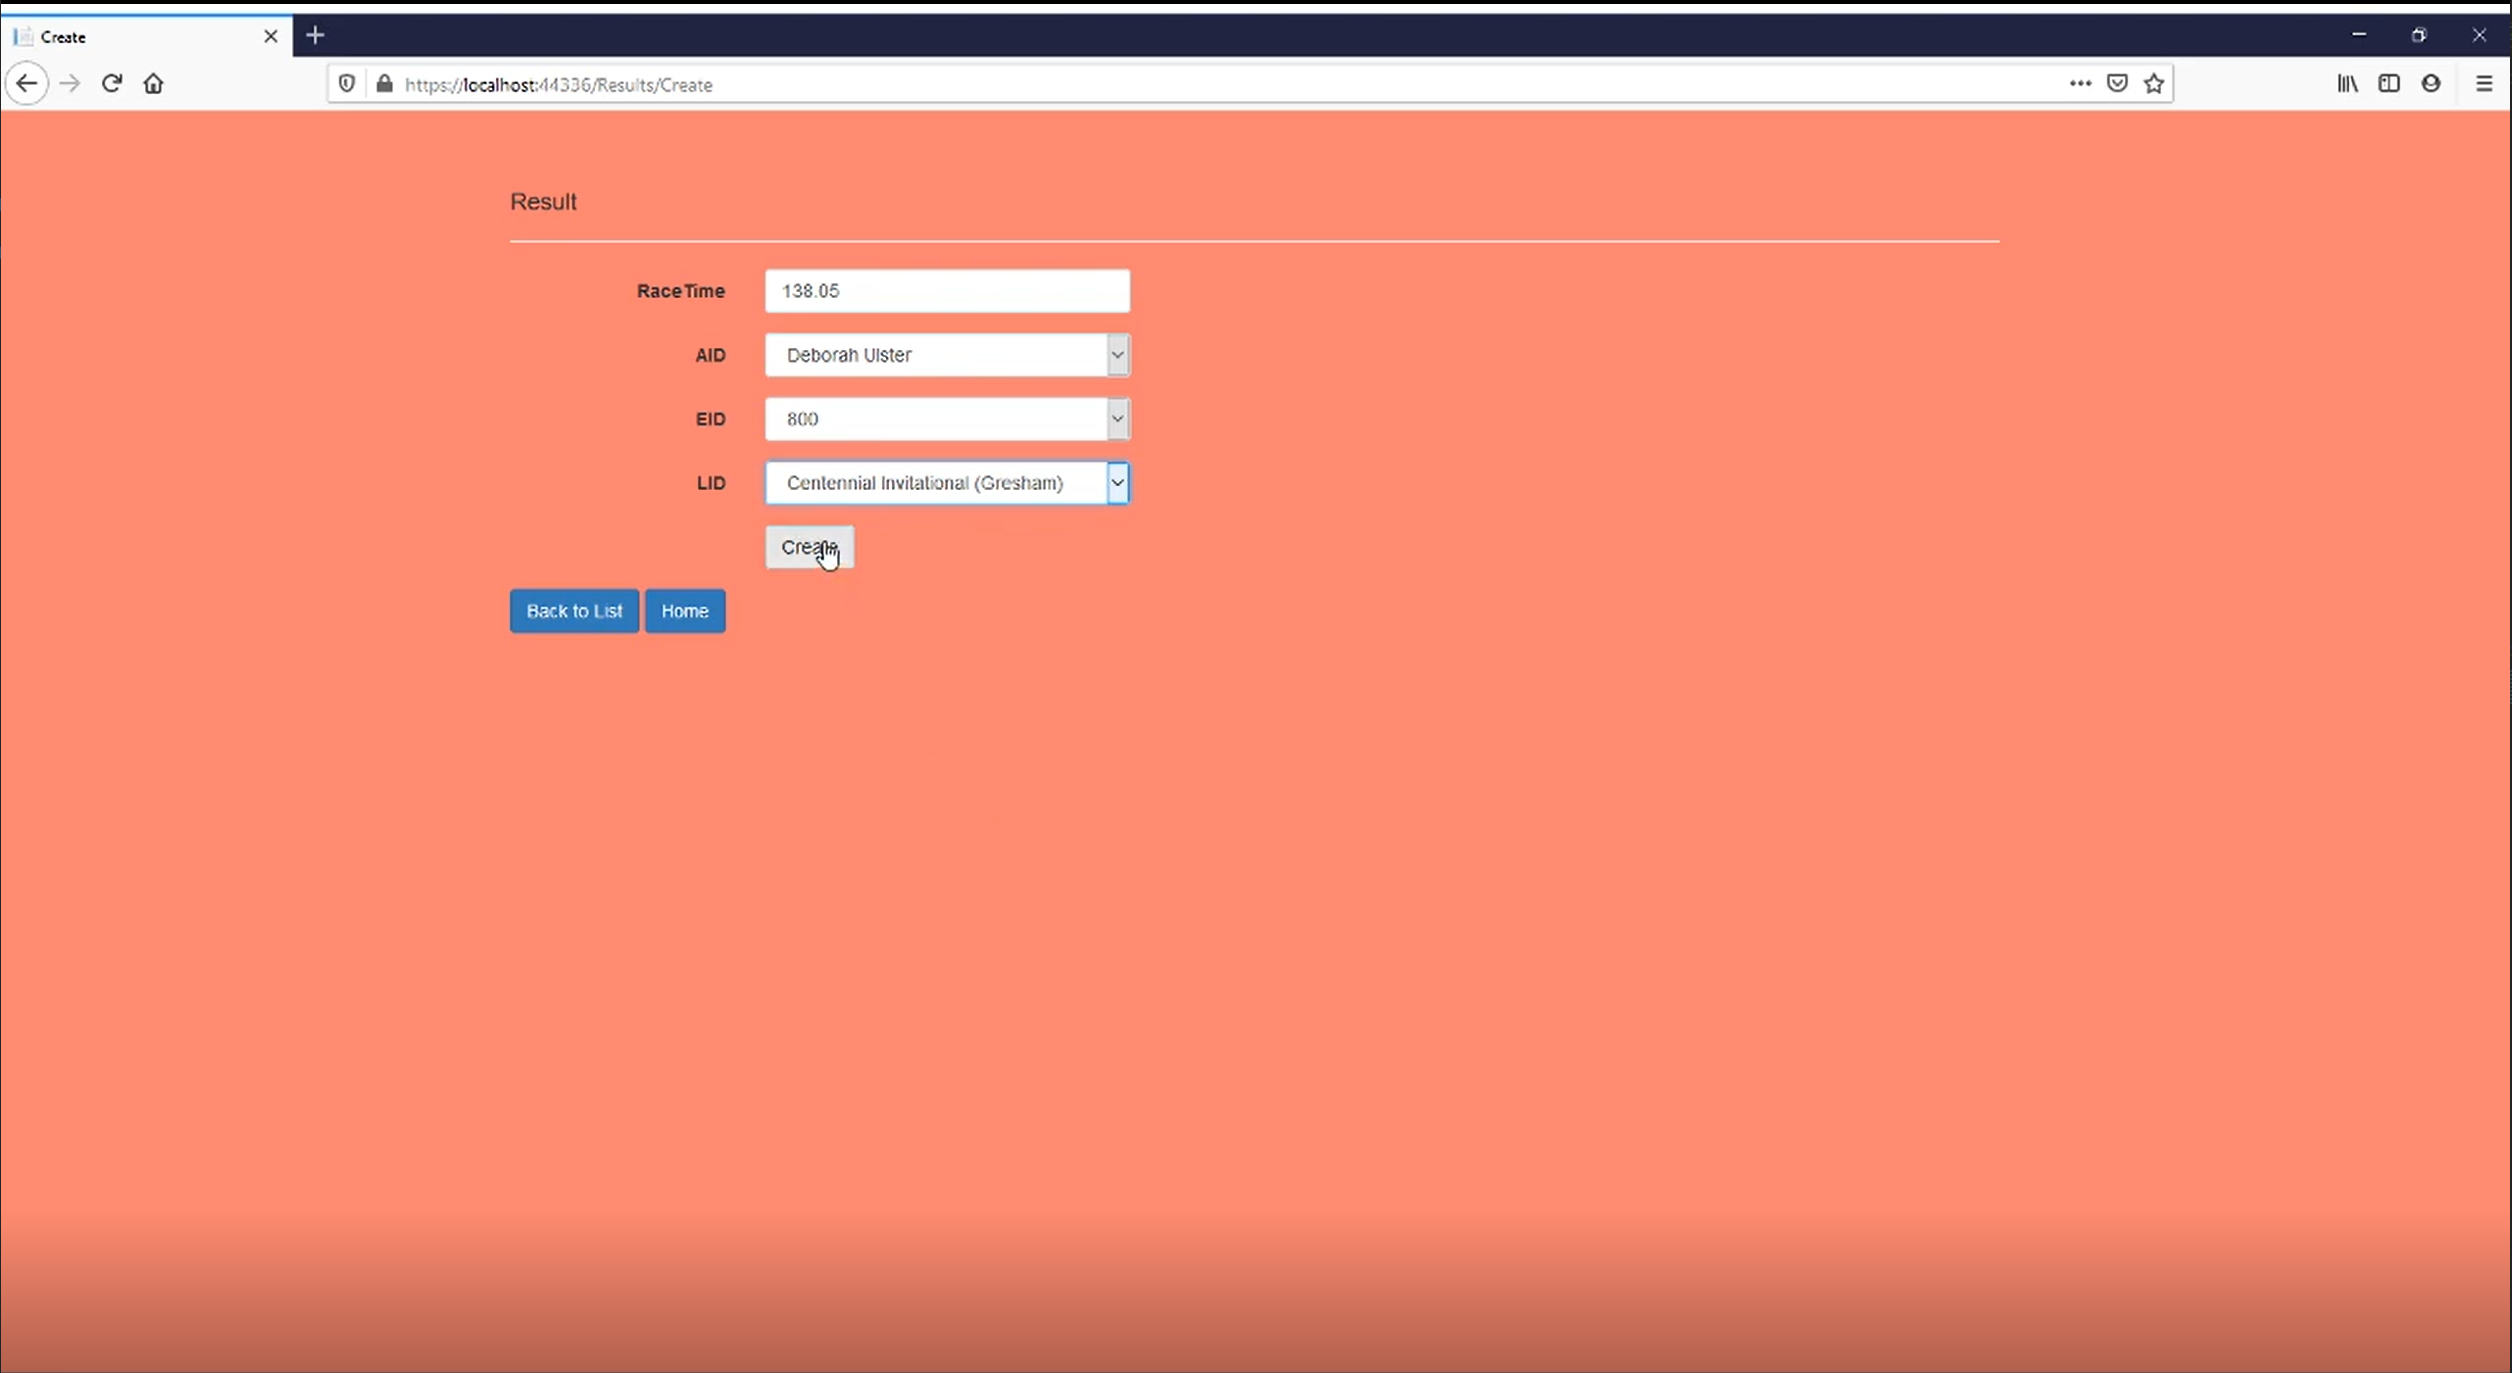 Create
https://localhost:44336/Results/Create
Result
RaceTime 138.05
AID Deborah Ulster
EID 800
LID Centennial Invitational (Gresham)
Create
Back to List Home